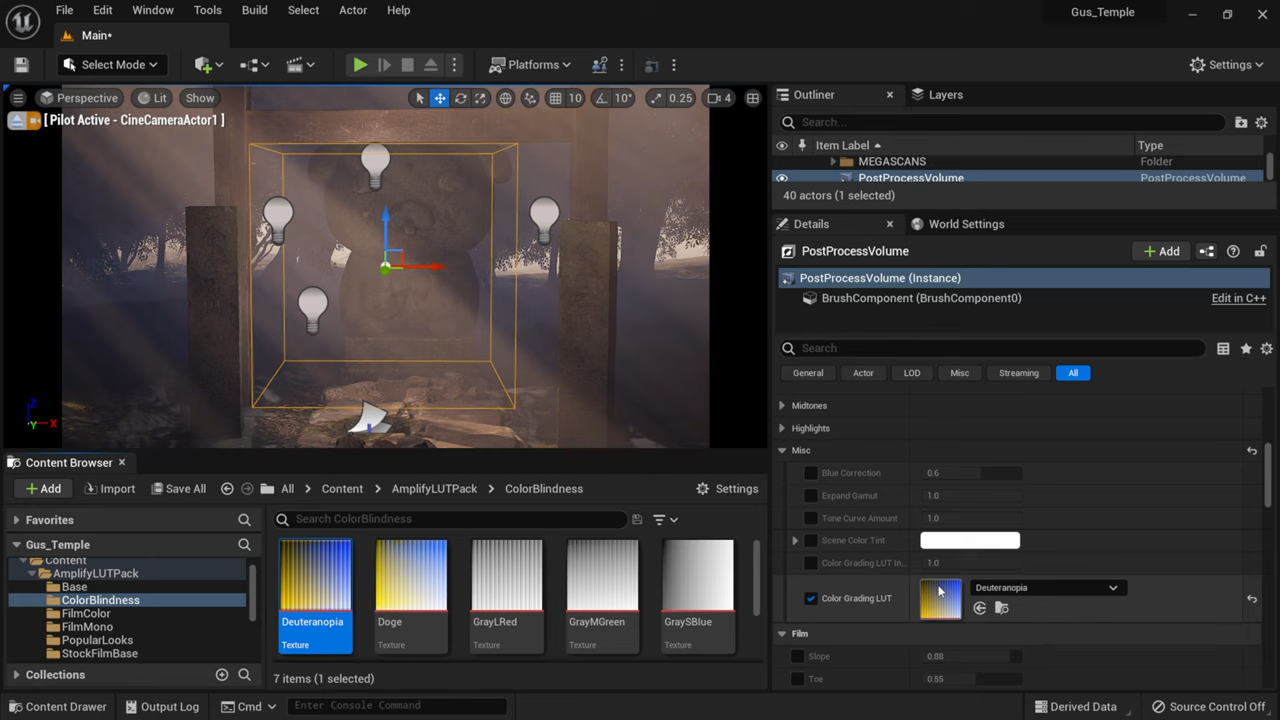 File Edit Window Tools Build Select Actor Help
Gus_Temple
Main*
Select Mode
Platforms
Settings
Perspective Lit Show
10 10° 0.25 4
[ Pilot Active - CineCameraActor1 ]
Z
Y X
Outliner Layers
Search...
Item Label Type
MEGASCANS Folder
PostProcessVolume PostProcessVolume
40 actors (1 selected)
Details World Settings
PostProcessVolume
Add
PostProcessVolume (Instance)
BrushComponent (BrushComponent0) Edit in C++
Search
General Actor LOD Misc Streaming All
Midtones
Highlights
Misc
Blue Correction 0.6
Expand Gamut 1.0
Tone Curve Amount 1.0
Scene Color Tint
Color Grading LUT In... 1.0
Color Grading LUT Deuteranopia
Film
Slope 0.88
Toe 0.55
Content Browser
Add Import Save All All Content AmplifyLUTPack ColorBlindness Settings
Favorites
Gus_Temple
Content
AmplifyLUTPack
Base
ColorBlindness
FilmColor
FilmMono
PopularLooks
StockFilmBase
Collections
Search ColorBlindness
Deuteranopia Doge GrayLRed GrayMGreen GraySBlue
Texture Texture Texture Texture Texture
7 items (1 selected)
Content Drawer Output Log Cmd Enter Console Command Derived Data Source Control Off